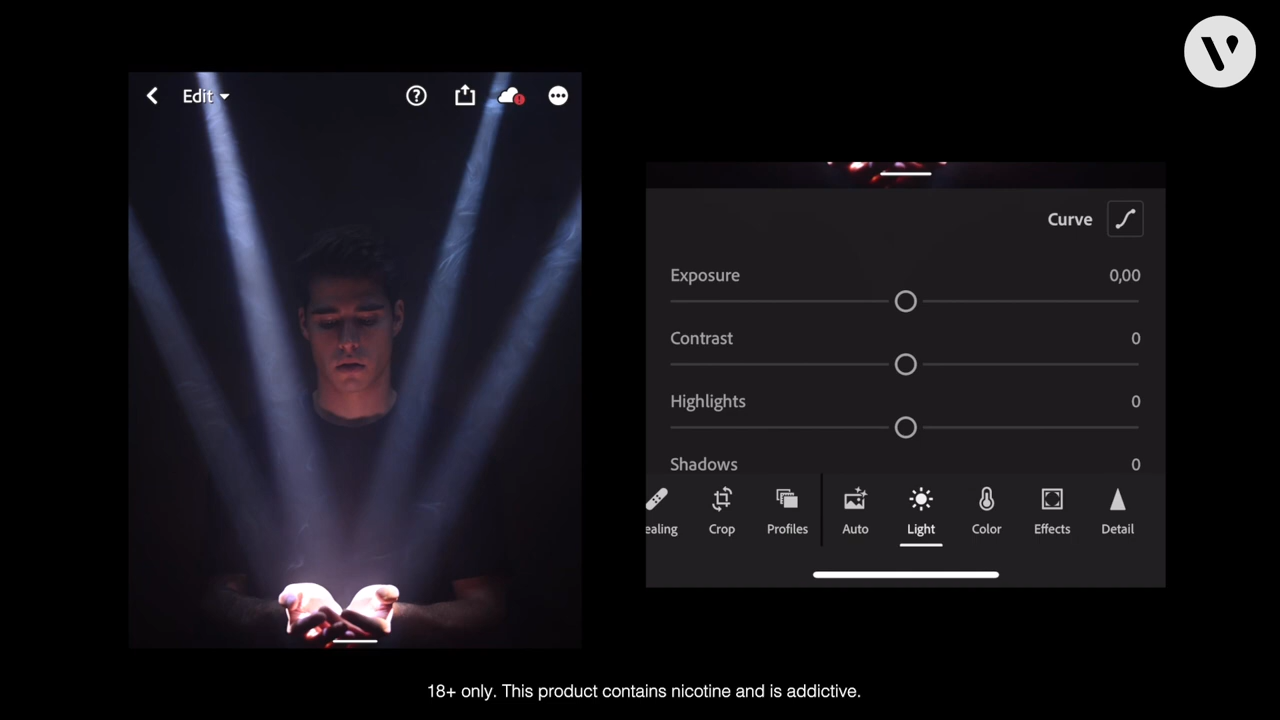 Edit
Curve
Exposure 0,00
Contrast 0
Highlights 0
Shadows 0
ealing Crop Profiles Auto Light Color Effects Detail
18+ only. This product contains nicotine and is addictive.